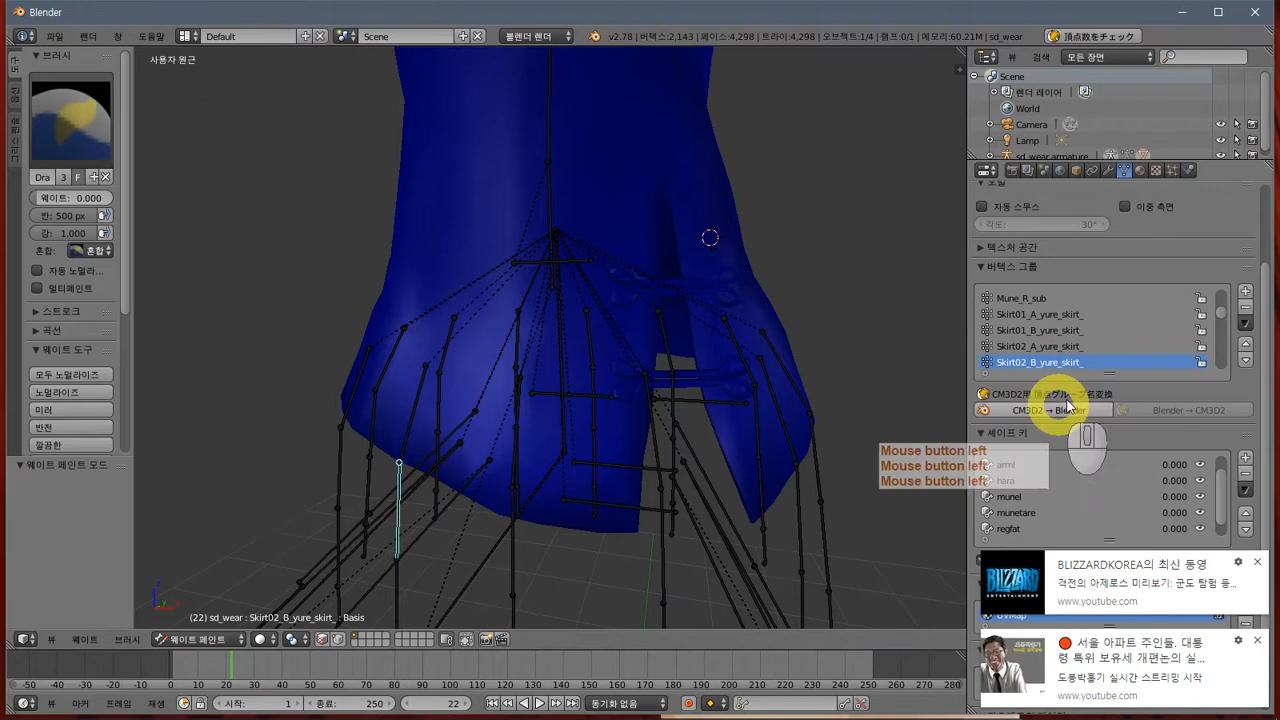 Blender
파일
렌더
창
도움말
Default
Scene
블렌더 렌더
v2.78 | 버텍스:2,143 | 페이스:4,298 | 트라이:4,298 | 오브젝트:1/4 | 램프:0/1 | 메모리:60.21M | sd_wear
頂点数をチェック
브러시
Dra
3
F
웨이트: 0.000
반: 500 px
강: 1.000
혼합:
혼합
자동 노멀라…
멀티페인트
스트로크
곡선
웨이트 도구
모두 노멀라이즈
노멀라이즈
미러
반전
깔끔한
웨이트 페인트 모드
사용자 원근
(22) sd_wear : Skirt02_B_yure_skirt_ : Basis
뷰
웨이트
브러시
웨이트 페인트
뷰
검색
모든 장면
Scene
렌더 레이어
World
Camera
Lamp
sd_wear.armature
노멀
자동 스무스
이중 측면
각도:
30°
텍스처 공간
버텍스 그룹
Mune_R_sub
Skirt01_A_yure_skirt_
Skirt01_B_yure_skirt_
Skirt02_A_yure_skirt_
Skirt02_B_yure_skirt_
CM3D2用 頂点グループ名変換
CM3D2 → Blender
Blender → CM3D2
셰이프 키
arml 0.000
hara 0.000
munel 0.000
munetare 0.000
regfat 0.000
Mouse button left
Mouse button left
Mouse button left
BLIZZARDKOREA의 최신 동영
격전의 아제로스 미리보기: 군도 탐험 등…
www.youtube.com
UVMap
서울 아파트 주인들. 대통
령 특위 보유세 개편논의 실…
도봉박홍기 실시간 스트리밍 시작
www.youtube.com
-50 -40 -30 -20 -10 0 10 20 30 40 50 60 70 80 90 100 110 120 130 140 150 160 170 180 190 200 210 220 230 240 250 260 270 280
뷰
마커
프레임
재생
시작: 1
종료: 250
22
동기화 없음